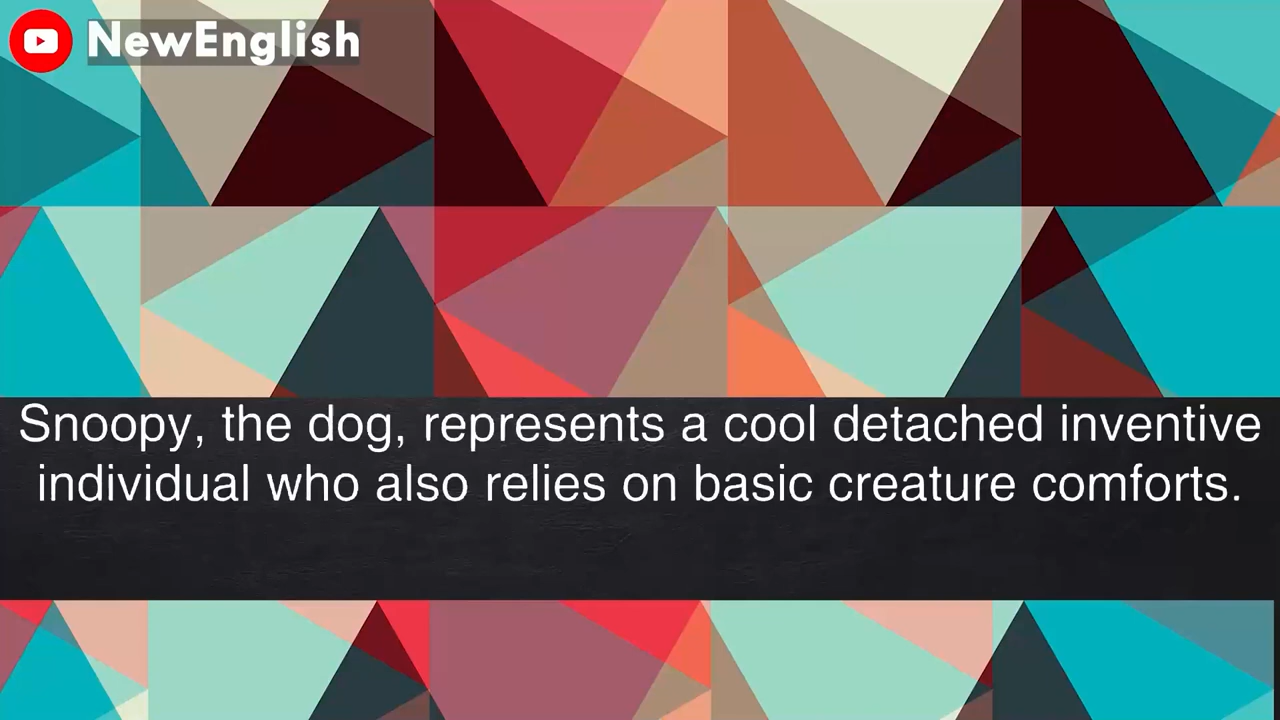 NewEnglish
Snoopy, the dog, represents a cool detached inventive
individual who also relies on basic creature comforts.